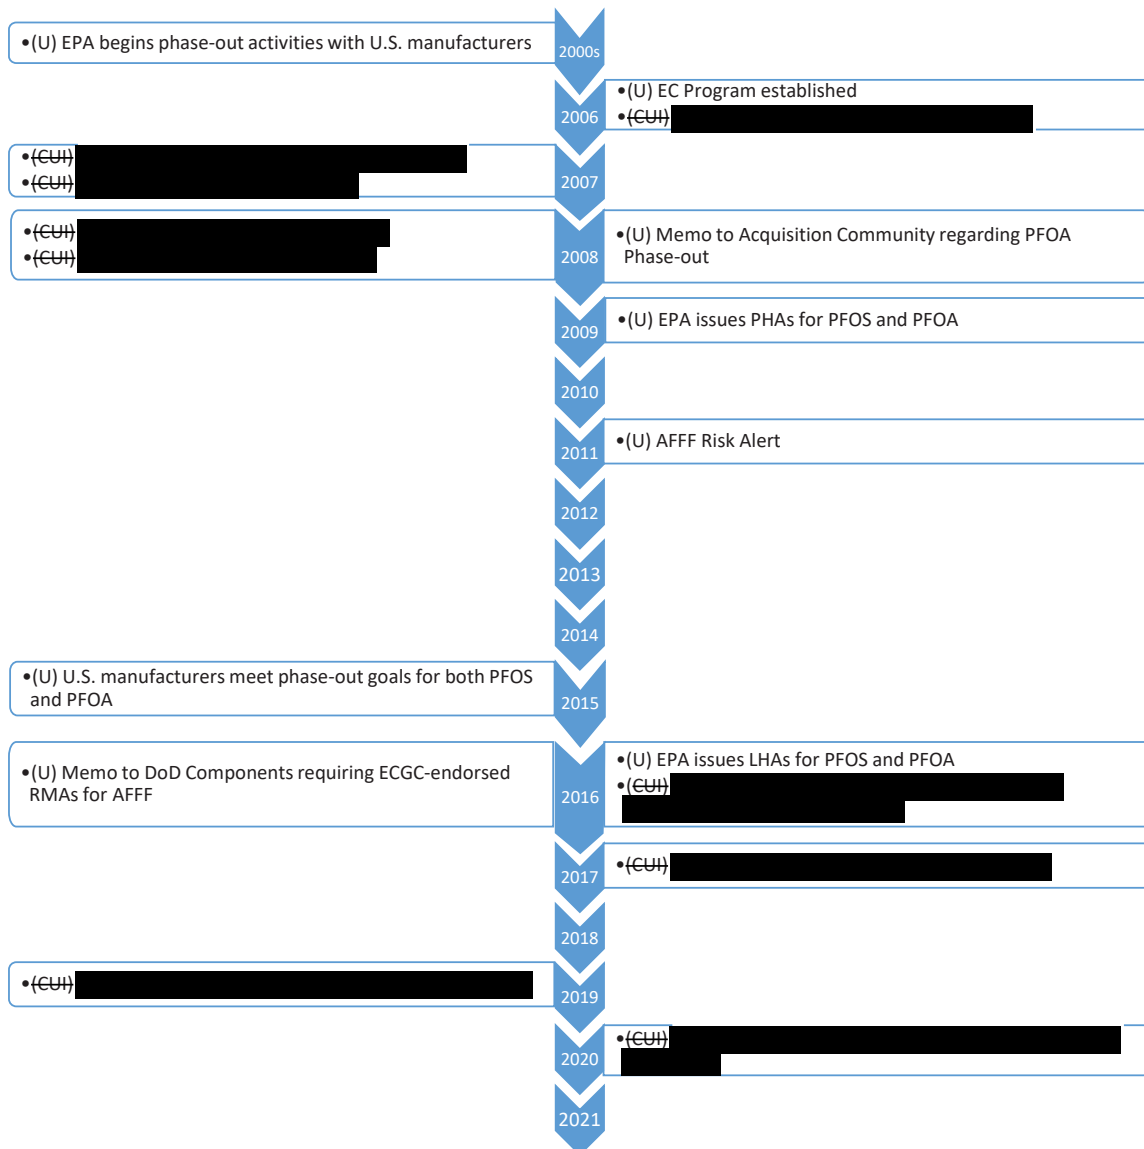 •(U) EPA begins phase-out activities with U.S. manufacturers
2000s
2006
•(U) EC Program established
•(CUI)
•(CUI)
•(CUI)
2007
•(CUI)
•(CUI)
2008
•(U) Memo to Acquisition Community regarding PFOA
Phase-out
2009
•(U) EPA issues PHAs for PFOS and PFOA
2010
2011
•(U) AFFF Risk Alert
2012
2013
2014
•(U) U.S. manufacturers meet phase-out goals for both PFOS
and PFOA
2015
•(U) Memo to DoD Components requiring ECGC-endorsed
RMAs for AFFF
2016
•(U) EPA issues LHAs for PFOS and PFOA
•(CUI)
2017
•(CUI)
2018
•(CUI)
2019
2020
•(CUI)
2021